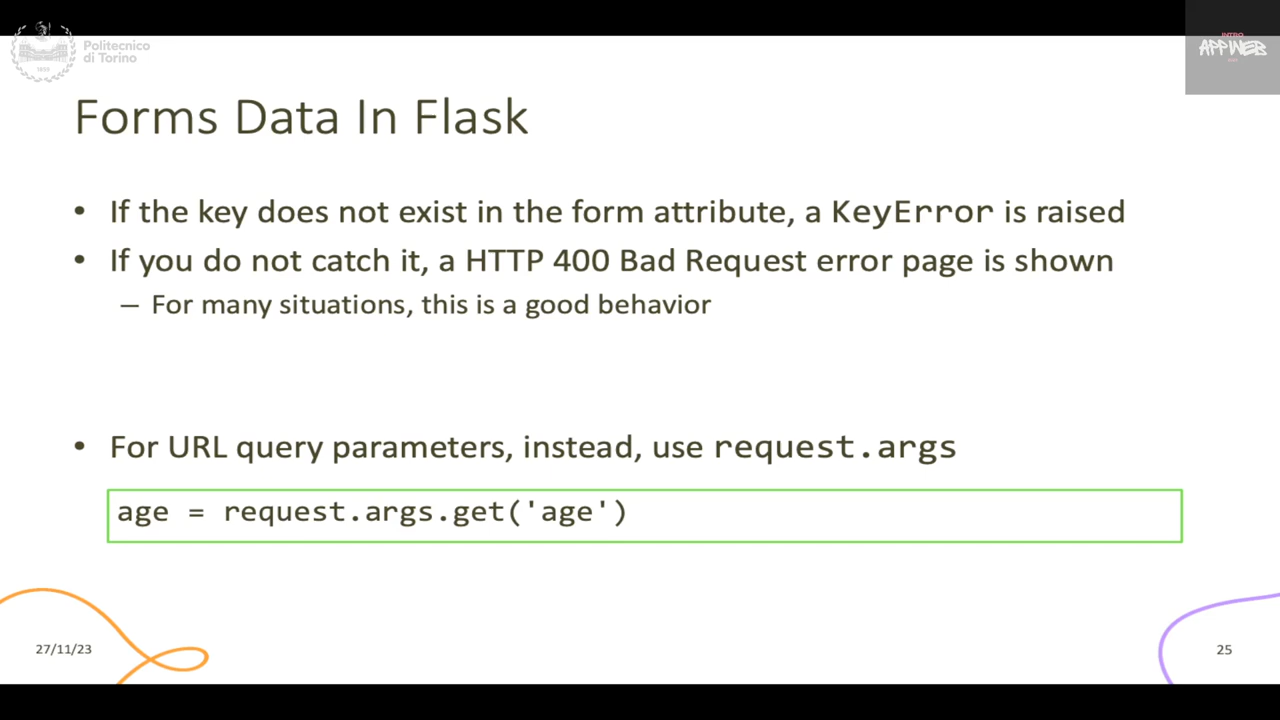 Politecnico
di Torino
INTRO
APPWEB
Forms Data In Flask
• If the key does not exist in the form attribute, a KeyError is raised
• If you do not catch it, a HTTP 400 Bad Request error page is shown
– For many situations, this is a good behavior
• For URL query parameters, instead, use request.args
age = request.args.get('age')
27/11/23
25